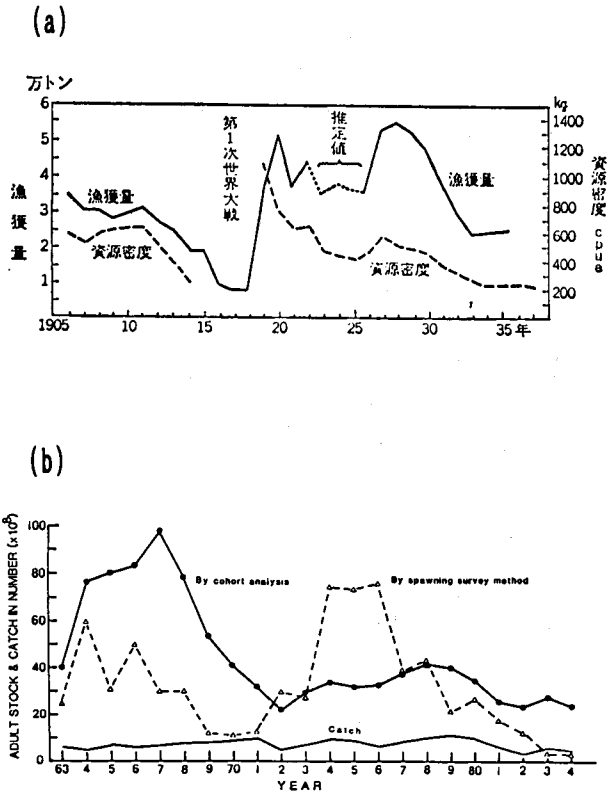 (a)
万トン
kg
6
5
4
3
2
1
漁獲量
漁獲量
資源密度
第1次世界大戦
推定値
漁獲量
資源密度
1400
1200
1000
800
600
400
200
資源密度
cpua
1905 10 15 20 25 30 35年
(b)
ADULT STOCK & CATCH IN NUMBER (x10⁸)
100
80
60
40
20
0
By cohort analysis
By spawning survey method
Catch
63 4 5 6 7 8 9 70 1 2 3 4 5 6 7 8 9 80 1 2 3 4
YEAR